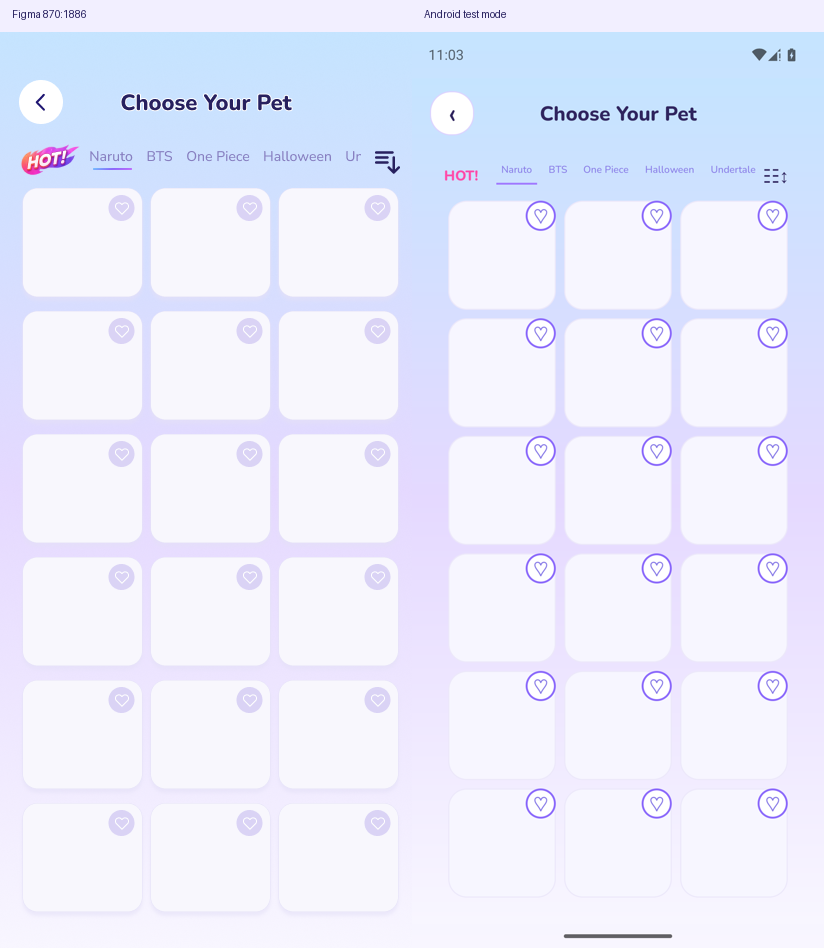 Figma 870:1886
Choose Your Pet
HOT! Naruto BTS One Piece Halloween Ur
Android test mode
11:03
Choose Your Pet
HOT! Naruto BTS One Piece Halloween Undertale